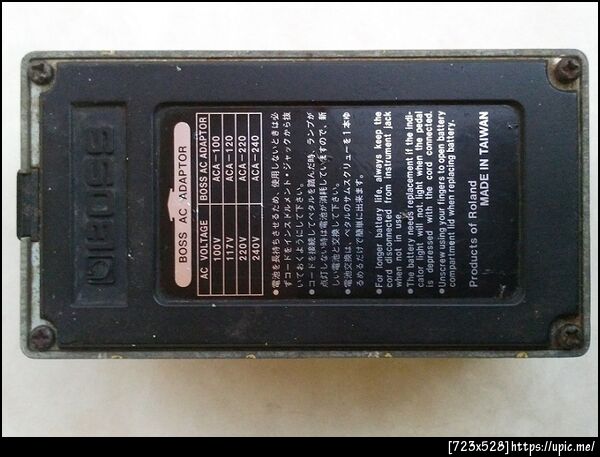 BOSS
BOSS AC ADAPTOR
AC VOLTAGE BOSS AC ADAPTOR
100V ACA-100
117V ACA-120
220V ACA-220
240V ACA-240
●電池を長持ちさせるため、使用しないときは必
ずコードをインストルメント・ジャックから抜
いておくようにして下さい。
●コードを接続してペダルを踏んだ時、ランプが
点灯しない時は電池が消耗していますので、新
しい電池と交換して下さい。
●電池交換は、ペダルのサムスクリューを1本ゆ
るめるだけで簡単に出来ます。
●For longer battery life, always keep the
cord disconnected from instrument jack
when not in use.
●The battery needs replacement if the indi-
cator light will not light when the pedal
is depressed with the cord connected.
●Unscrew using your fingers to open battery
compartment lid when replacing battery.
Products of Roland
MADE IN TAIWAN
[723x528]https://upic.me/